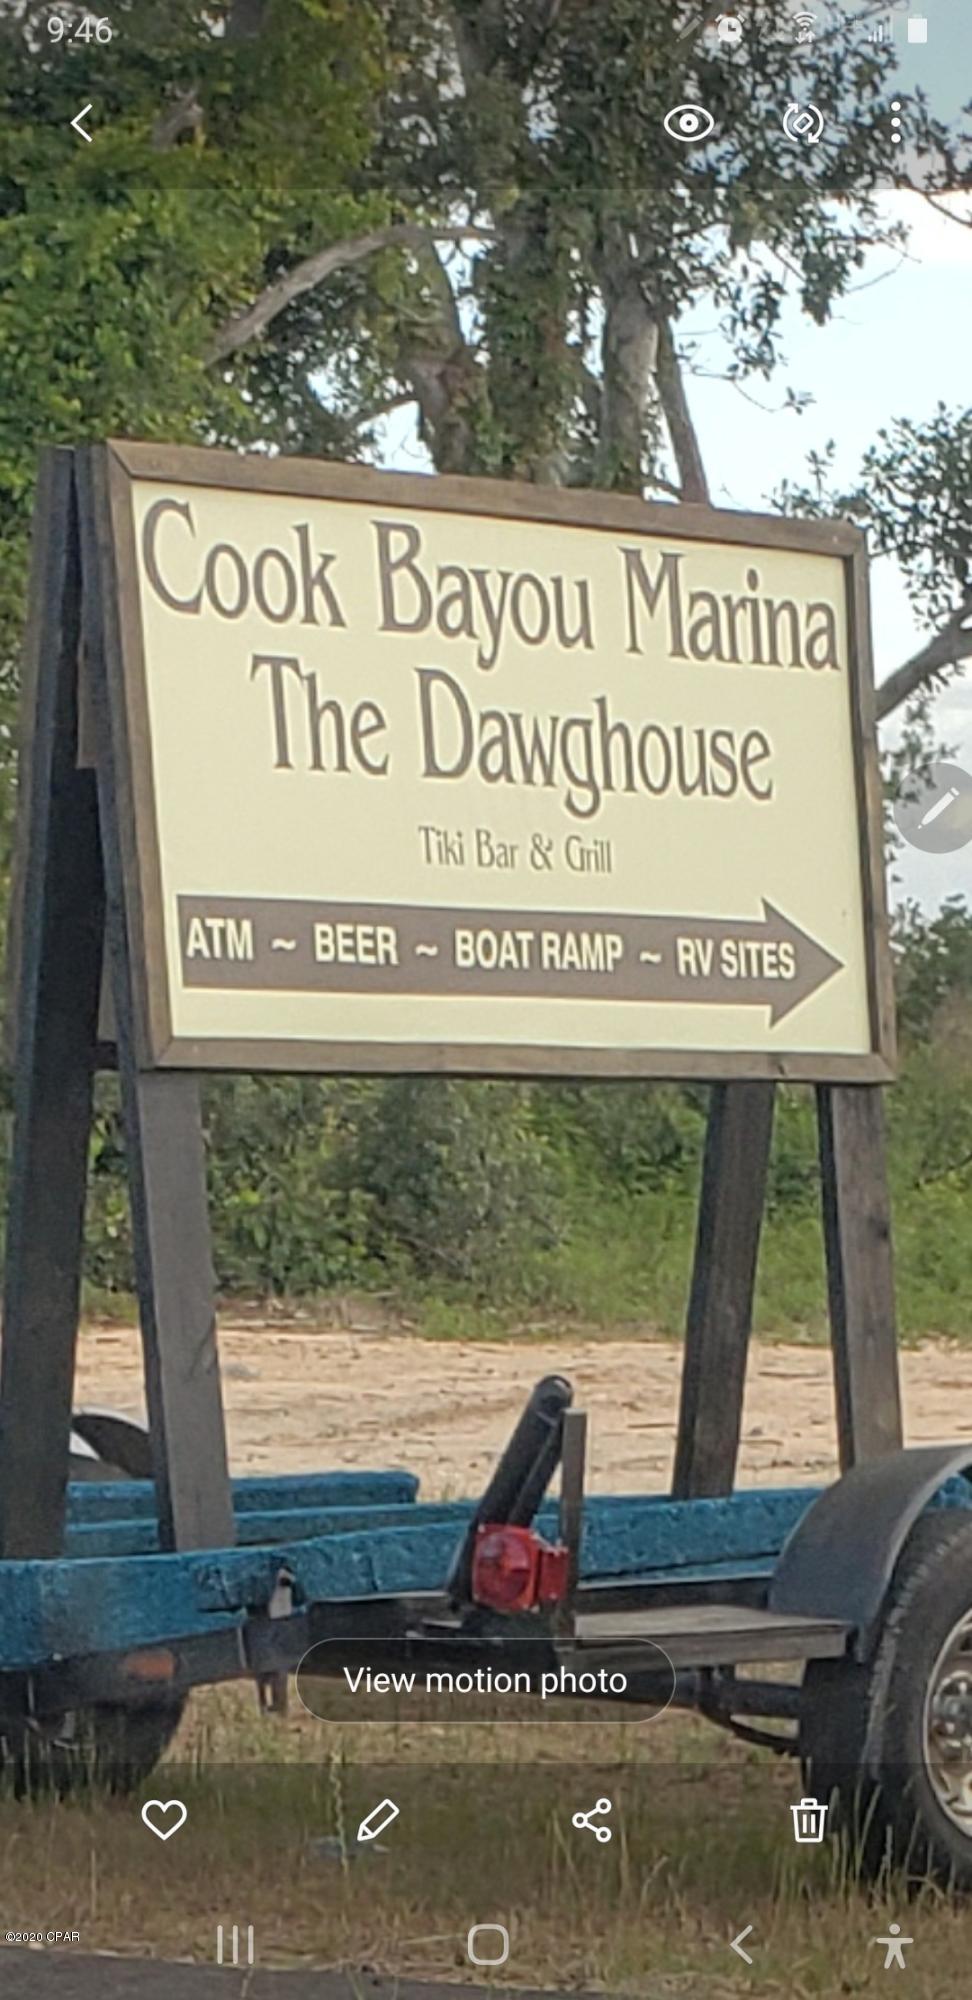 9:46
Cook Bayou Marina
The Dawghouse
Tiki Bar & Grill
ATM ~ BEER ~ BOAT RAMP ~ RV SITES
View motion photo
©2020 CPAR